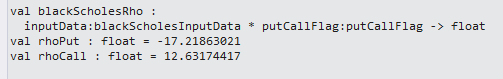 val blackScholesRho :
inputData:blackScholesInputData * putCallFlag:putCallFlag -> float
val rhoPut : float = -17.21863021
val rhoCall : float = 12.63174417